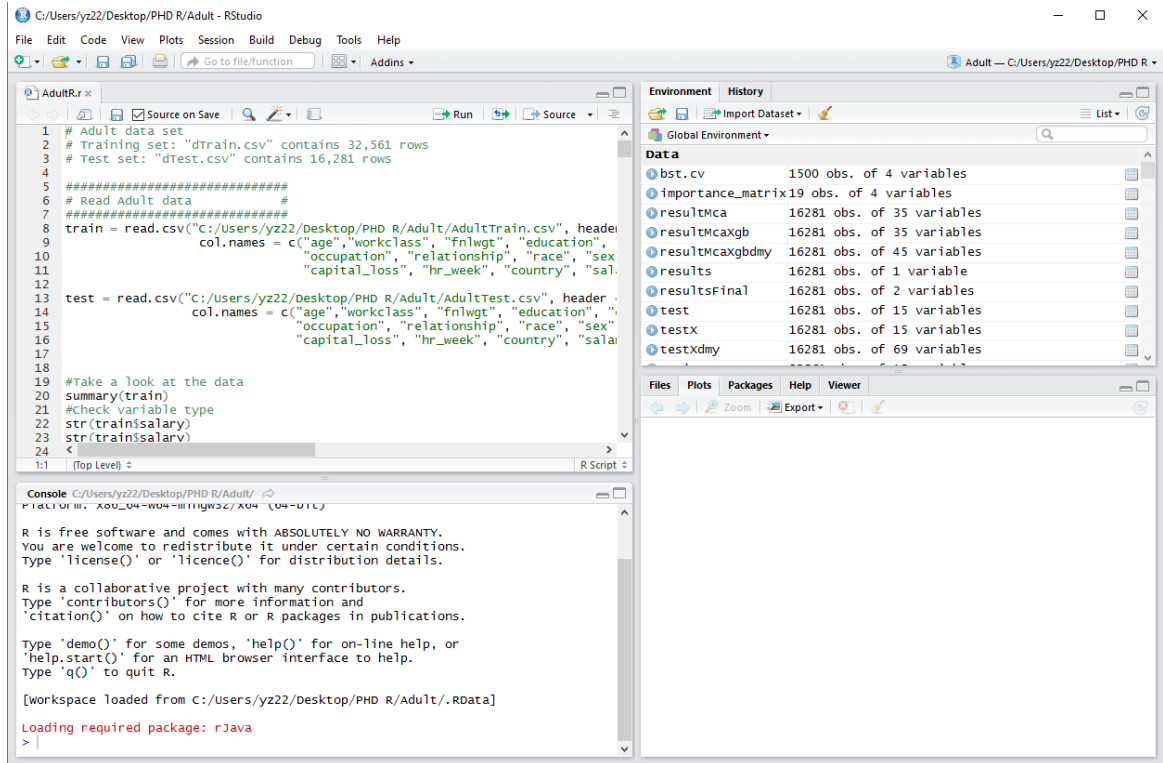 C:/Users/yz22/Desktop/PHD R/Adult - RStudio
File Edit Code View Plots Session Build Debug Tools Help
Go to file/function Addins Adult — C:/Users/yz22/Desktop/PHD R
AdultR.r
Source on Save Run Source
1 # Adult data set
2 # Training set: "dTrain.csv" contains 32,561 rows
3 # Test set: "dTest.csv" contains 16,281 rows
4
5 ##############################
6 # Read Adult data #
7 ##############################
8 train = read.csv("C:/Users/yz22/Desktop/PHD R/Adult/AdultTrain.csv", heade
9 col.names = c("age","workclass", "fnlwgt", "education",
10 "occupation", "relationship", "race", "sex
11 "capital_loss", "hr_week", "country", "sal
12
13 test = read.csv("C:/Users/yz22/Desktop/PHD R/Adult/AdultTest.csv", header
14 col.names = c("age","workclass", "fnlwgt", "education", "
15 "occupation", "relationship", "race", "sex"
16 "capital_loss", "hr_week", "country", "sala
17
18
19 #Take a look at the data
20 summary(train)
21 #Check variable type
22 str(train$salary)
23 str(train$salary)
24
1:1 (Top Level) R Script
Console C:/Users/yz22/Desktop/PHD R/Adult/
Platform: x86_64-w64-mingw32/x64 (64-bit)
R is free software and comes with ABSOLUTELY NO WARRANTY.
You are welcome to redistribute it under certain conditions.
Type 'license()' or 'licence()' for distribution details.
R is a collaborative project with many contributors.
Type 'contributors()' for more information and
'citation()' on how to cite R or R packages in publications.
Type 'demo()' for some demos, 'help()' for on-line help, or
'help.start()' for an HTML browser interface to help.
Type 'q()' to quit R.
[Workspace loaded from C:/Users/yz22/Desktop/PHD R/Adult/.RData]
Loading required package: rJava
>
Environment History
Import Dataset List
Global Environment
Data
bst.cv 1500 obs. of 4 variables
importance_matrix 19 obs. of 4 variables
resultMca 16281 obs. of 35 variables
resultMcaXgb 16281 obs. of 35 variables
resultMcaXgbdmy 16281 obs. of 45 variables
results 16281 obs. of 1 variable
resultsFinal 16281 obs. of 2 variables
test 16281 obs. of 15 variables
testX 16281 obs. of 15 variables
testXdmy 16281 obs. of 69 variables
Files Plots Packages Help Viewer
Zoom Export